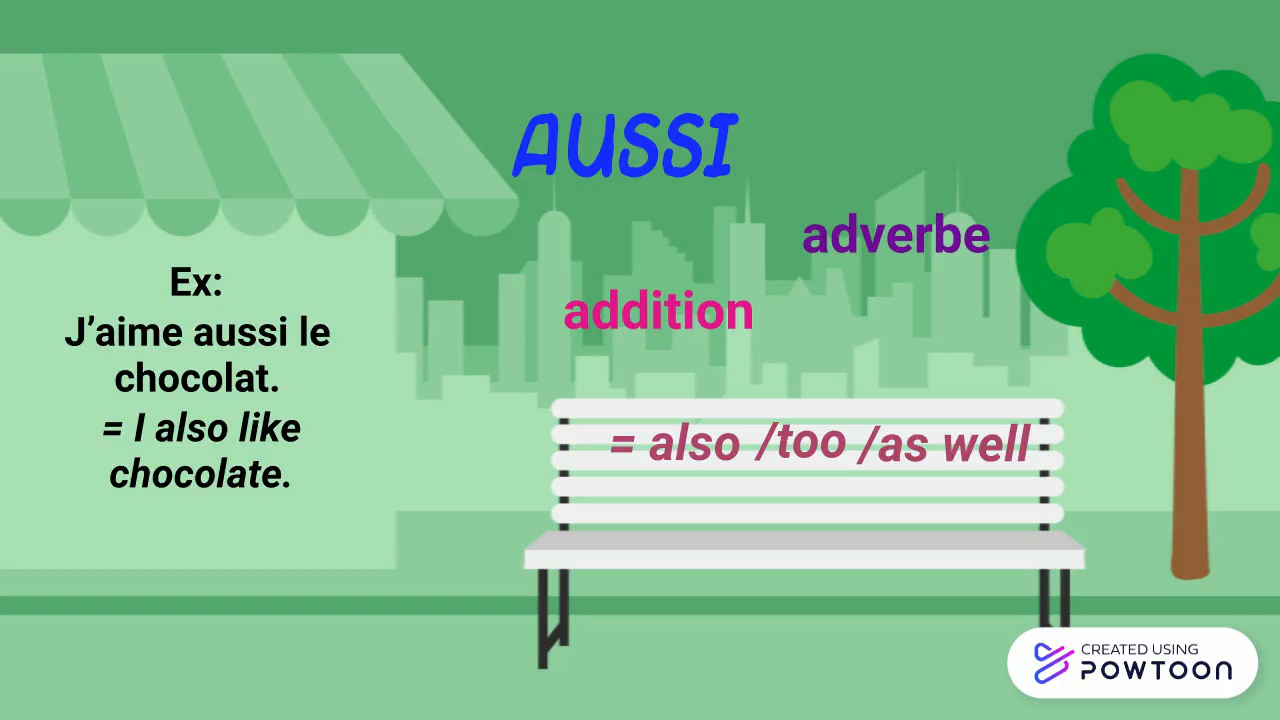 AUSSI
adverbe
addition
Ex:
J’aime aussi le
chocolat.
= I also like
chocolate.
= also /too /as well
CREATED USING
POWTOON